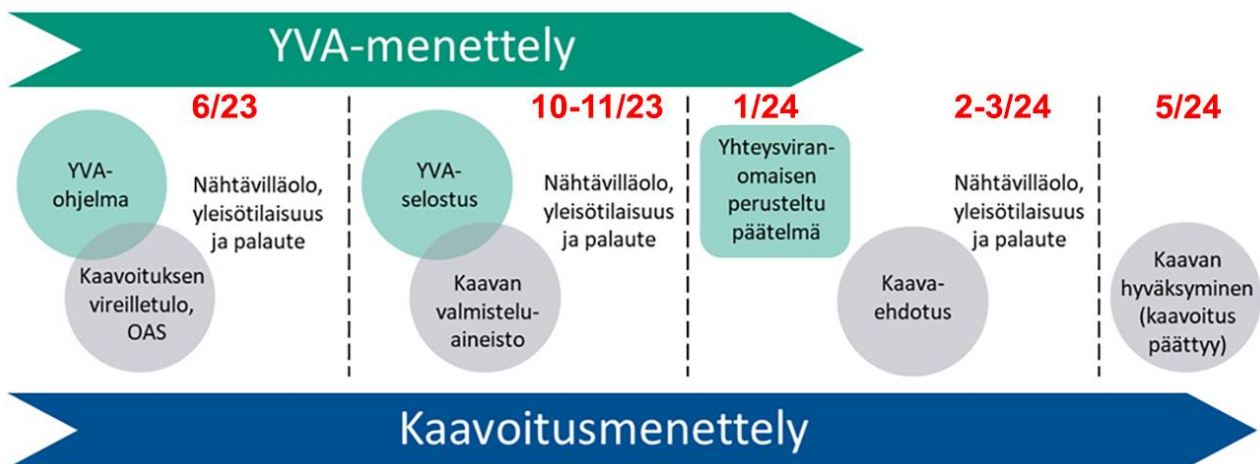 YVA-menettely
6/23
10-11/23
1/24
2-3/24
5/24
YVA-
ohjelma
Nähtävilläolo,
yleisötilaisuus
ja palaute
Kaavoituksen
vireilletulo,
OAS
YVA-
selostus
Nähtävilläolo,
yleisötilaisuus
ja palaute
Kaavan
valmistelu-
aineisto
Yhteysviran-
omaisen
perusteltu
päätelmä
Kaava-
ehdotus
Nähtävilläolo,
yleisötilaisuus
ja palaute
Kaavan
hyväksyminen
(kaavoitus
päättyy)
Kaavoitusmenettely